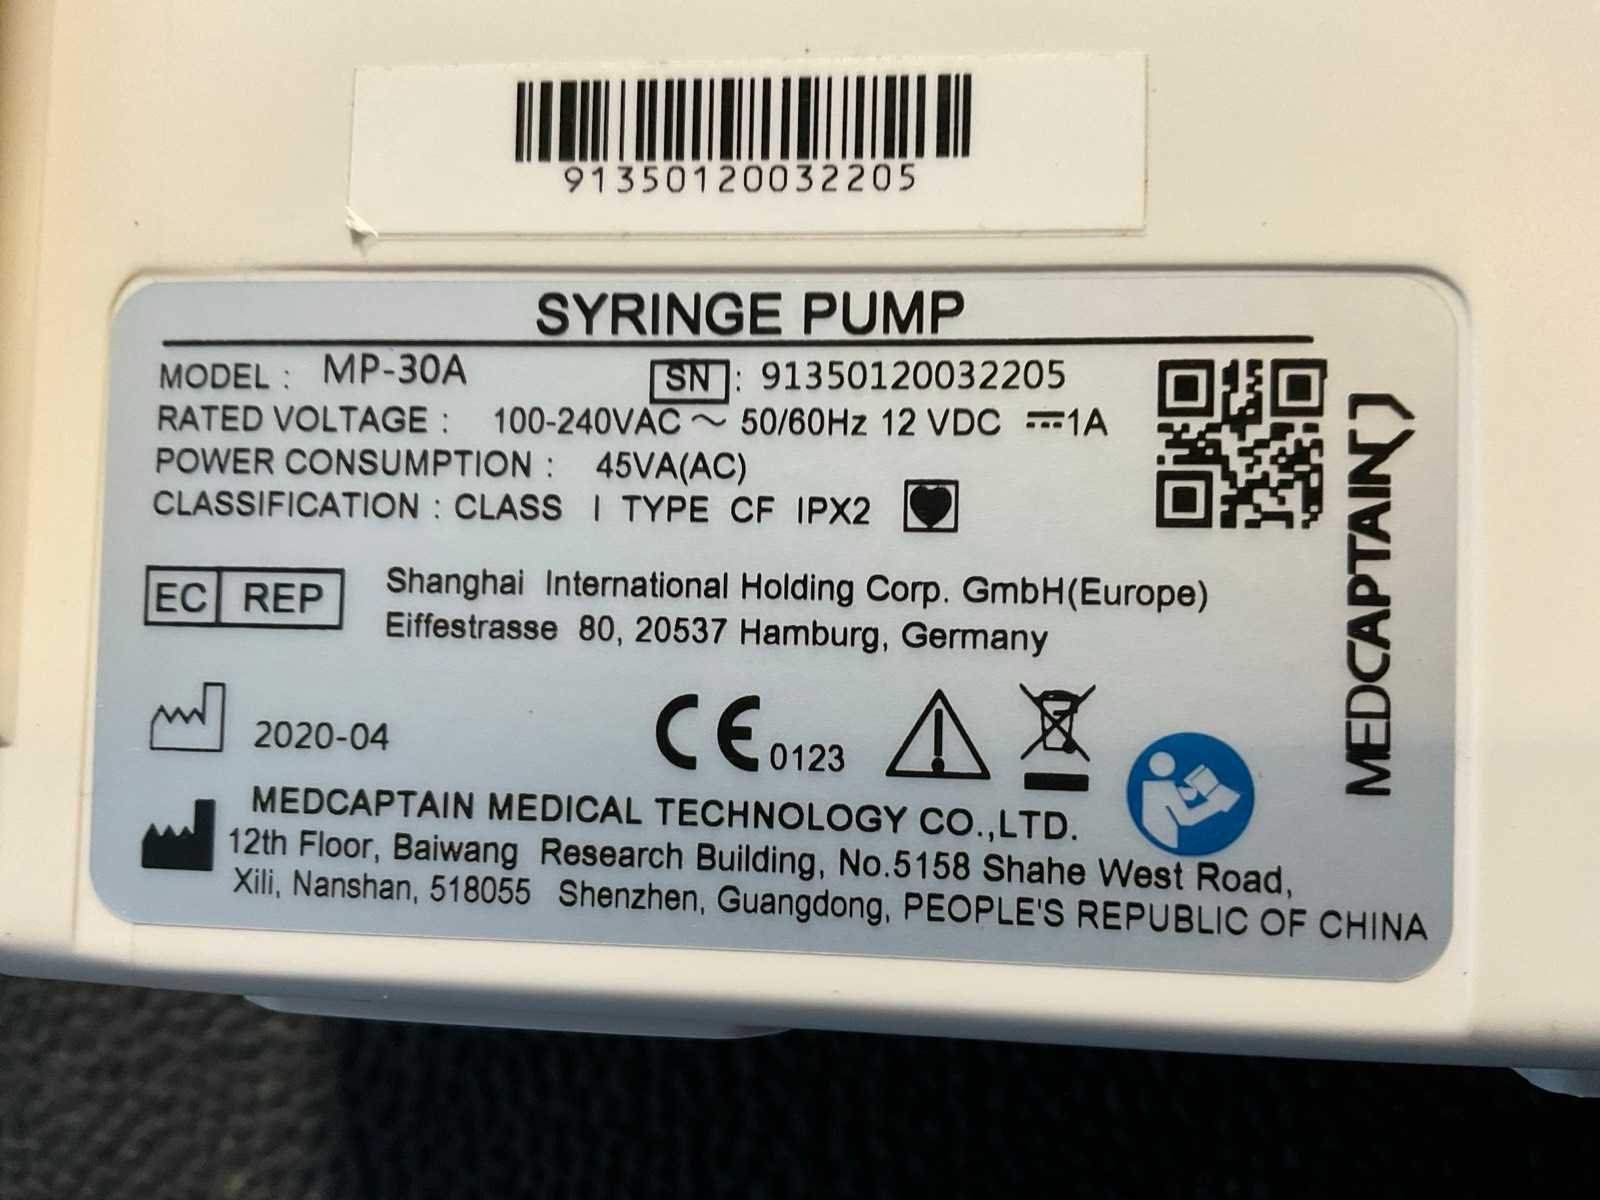 91350120032205
SYRINGE PUMP
MODEL : MP-30A SN : 91350120032205
RATED VOLTAGE : 100-240VAC ~ 50/60Hz 12 VDC ⎓1A
POWER CONSUMPTION : 45VA(AC)
CLASSIFICATION : CLASS I TYPE CF IPX2
MEDCAPTAIN
EC REP Shanghai International Holding Corp. GmbH(Europe)
Eiffestrasse 80, 20537 Hamburg, Germany
2020-04 CE 0123
MEDCAPTAIN MEDICAL TECHNOLOGY CO.,LTD.
12th Floor, Baiwang Research Building, No.5158 Shahe West Road,
Xili, Nanshan, 518055 Shenzhen, Guangdong, PEOPLE'S REPUBLIC OF CHINA